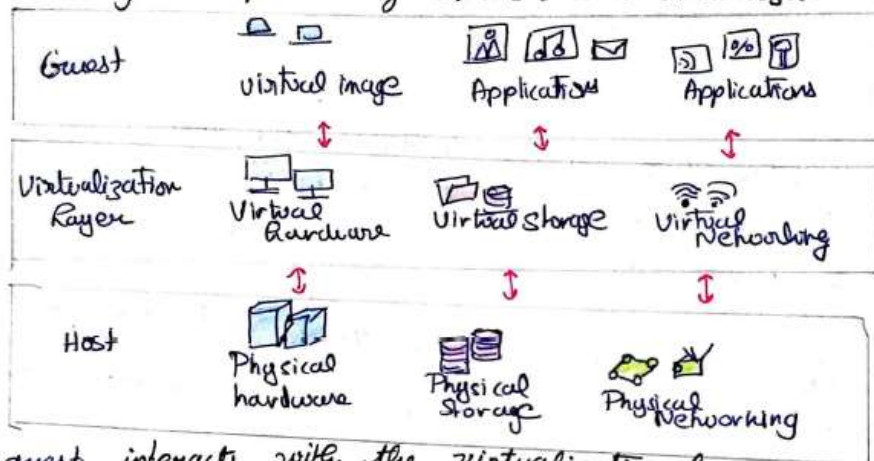 Guest
Virtual image
Applications
Applications
%
Virtualization
Layer
Virtual
Hardware
Virtual Storage
Virtual
Networking
Host
Physical
hardware
Physical
Storage
Physical
Networking
guest interacts with the virtualization